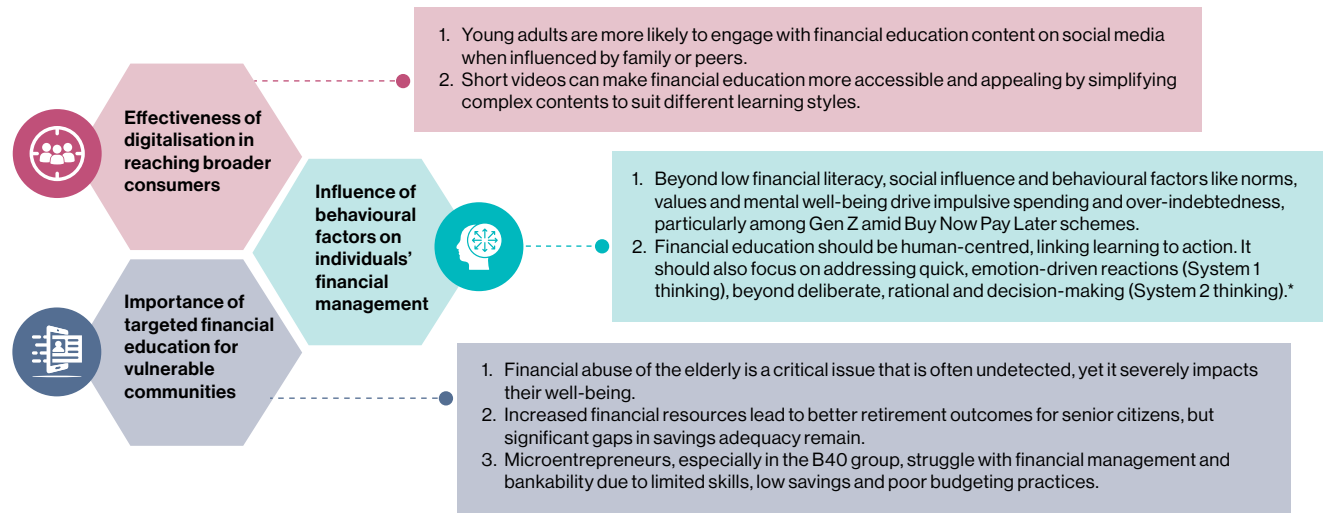 Effectiveness of
digitalisation in
reaching broader
consumers
1. Young adults are more likely to engage with financial education content on social media
when influenced by family or peers.
2. Short videos can make financial education more accessible and appealing by simplifying
complex contents to suit different learning styles.
Influence of
behavioural
factors on
individuals’
financial
management
1. Beyond low financial literacy, social influence and behavioural factors like norms,
values and mental well-being drive impulsive spending and over-indebtedness,
particularly among Gen Z amid Buy Now Pay Later schemes.
2. Financial education should be human-centred, linking learning to action. It
should also focus on addressing quick, emotion-driven reactions (System 1
thinking), beyond deliberate, rational and decision-making (System 2 thinking).*
Importance of
targeted financial
education for
vulnerable
communities
1. Financial abuse of the elderly is a critical issue that is often undetected, yet it severely impacts
their well-being.
2. Increased financial resources lead to better retirement outcomes for senior citizens, but
significant gaps in savings adequacy remain.
3. Microentrepreneurs, especially in the B40 group, struggle with financial management and
bankability due to limited skills, low savings and poor budgeting practices.